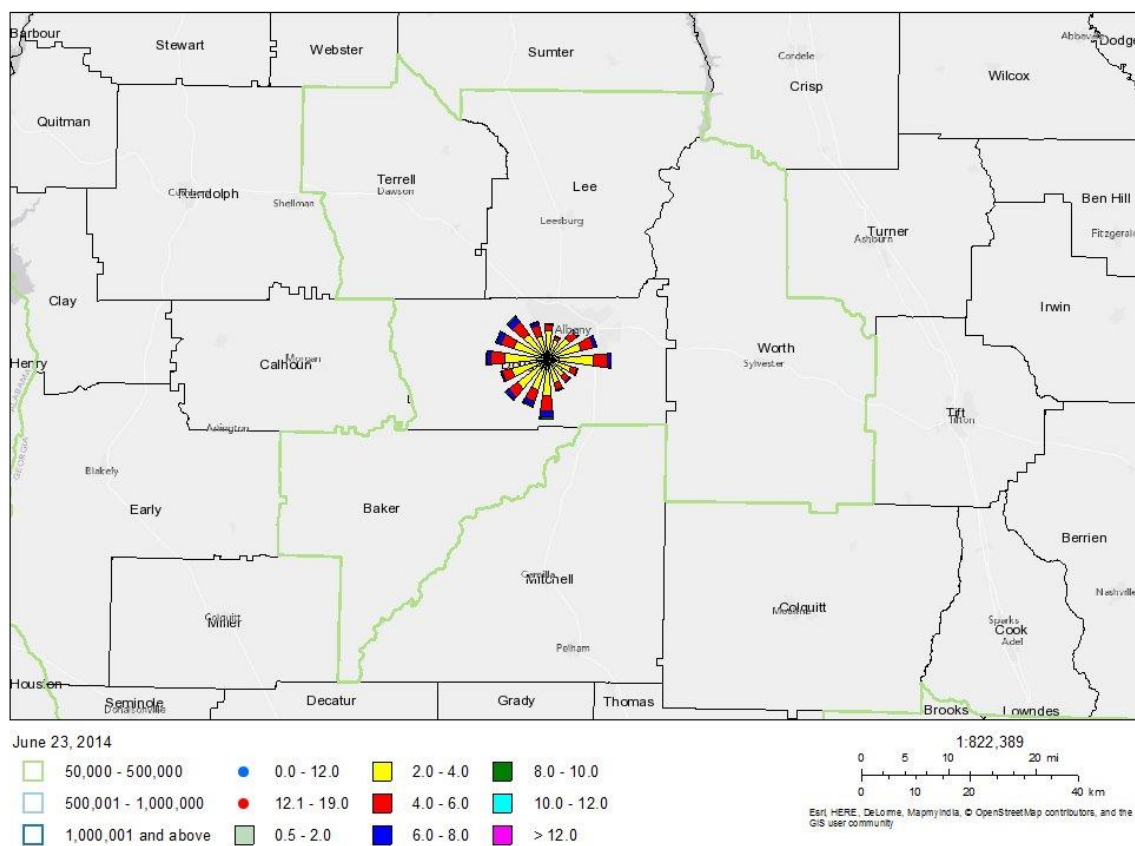 Barbour
Stewart
Webster
Sumter
Cordele
Abbeville
Dodge
Crisp
Wilcox
Quitman
Terrell
Dawson
Lee
Randolph
Shellman
Leesburg
Ben Hill
Fitzgerald
Turner
Ashburn
Clay
Irwin
Albany
Henry
Calhoun
Morgan
Worth
Sylvester
ALABAMA
GEORGIA
Tift
Tifton
Arlington
Blakely
Early
Baker
Berrien
Camilla
Mitchell
Colquitt
Nashville
Colquitt
Miller
Sparks
Cook
Adel
Pelham
Houston
Seminole
Donalsonville
Decatur
Grady
Thomas
Brooks
Lowndes
June 23, 2014
1:822,389
50,000 - 500,000
0.0 - 12.0
2.0 - 4.0
8.0 - 10.0
0 5 10 20 mi
500,001 - 1,000,000
12.1 - 19.0
4.0 - 6.0
10.0 - 12.0
0 10 20 40 km
1,000,001 and above
0.5 - 2.0
6.0 - 8.0
> 12.0
Esri, HERE, DeLorme, MapmyIndia, © OpenStreetMap contributors, and the
GIS user community